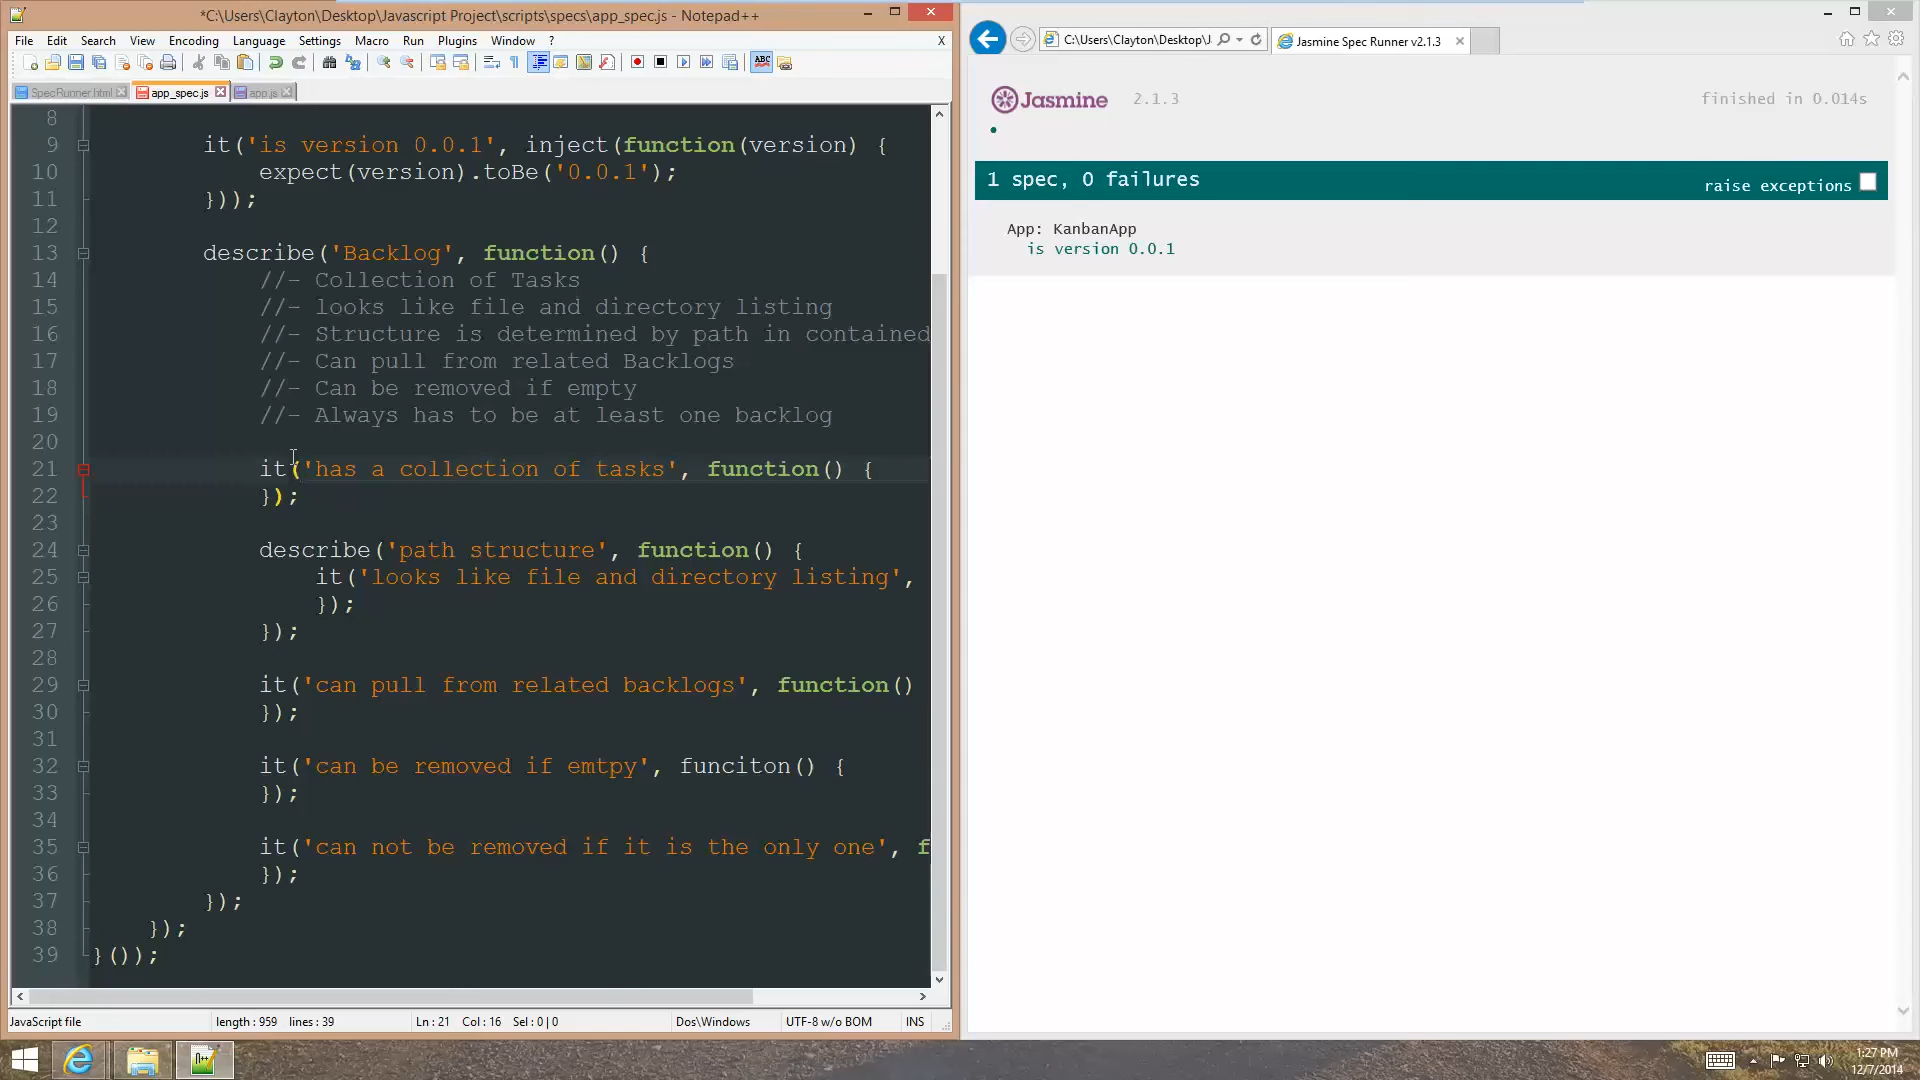 *C:\Users\Clayton\Desktop\Javascript Project\scripts\specs\app_spec.js - Notepad++
File Edit Search View Encoding Language Settings Macro Run Plugins Window ? X
SpecRunner.html app_spec.js app.js
8
9 it('is version 0.0.1', inject(function(version) {
10 expect(version).toBe('0.0.1');
11 }));
12
13 describe('Backlog', function() {
14 //- Collection of Tasks
15 //- looks like file and directory listing
16 //- Structure is determined by path in contained
17 //- Can pull from related Backlogs
18 //- Can be removed if empty
19 //- Always has to be at least one backlog
20
21 it('has a collection of tasks', function() {
22 });
23
24 describe('path structure', function() {
25 it('looks like file and directory listing',
26 });
27 });
28
29 it('can pull from related backlogs', function()
30 });
31
32 it('can be removed if emtpy', funciton() {
33 });
34
35 it('can not be removed if it is the only one', f
36 });
37 });
38 });
39 }());
JavaScript file length : 959 lines : 39 Ln : 21 Col : 16 Sel : 0 | 0 Dos\Windows UTF-8 w/o BOM INS
C:\Users\Clayton\Desktop\J
Jasmine Spec Runner v2.1.3
Jasmine 2.1.3 finished in 0.014s
1 spec, 0 failures raise exceptions
App: KanbanApp
is version 0.0.1
1:27 PM
12/7/2014